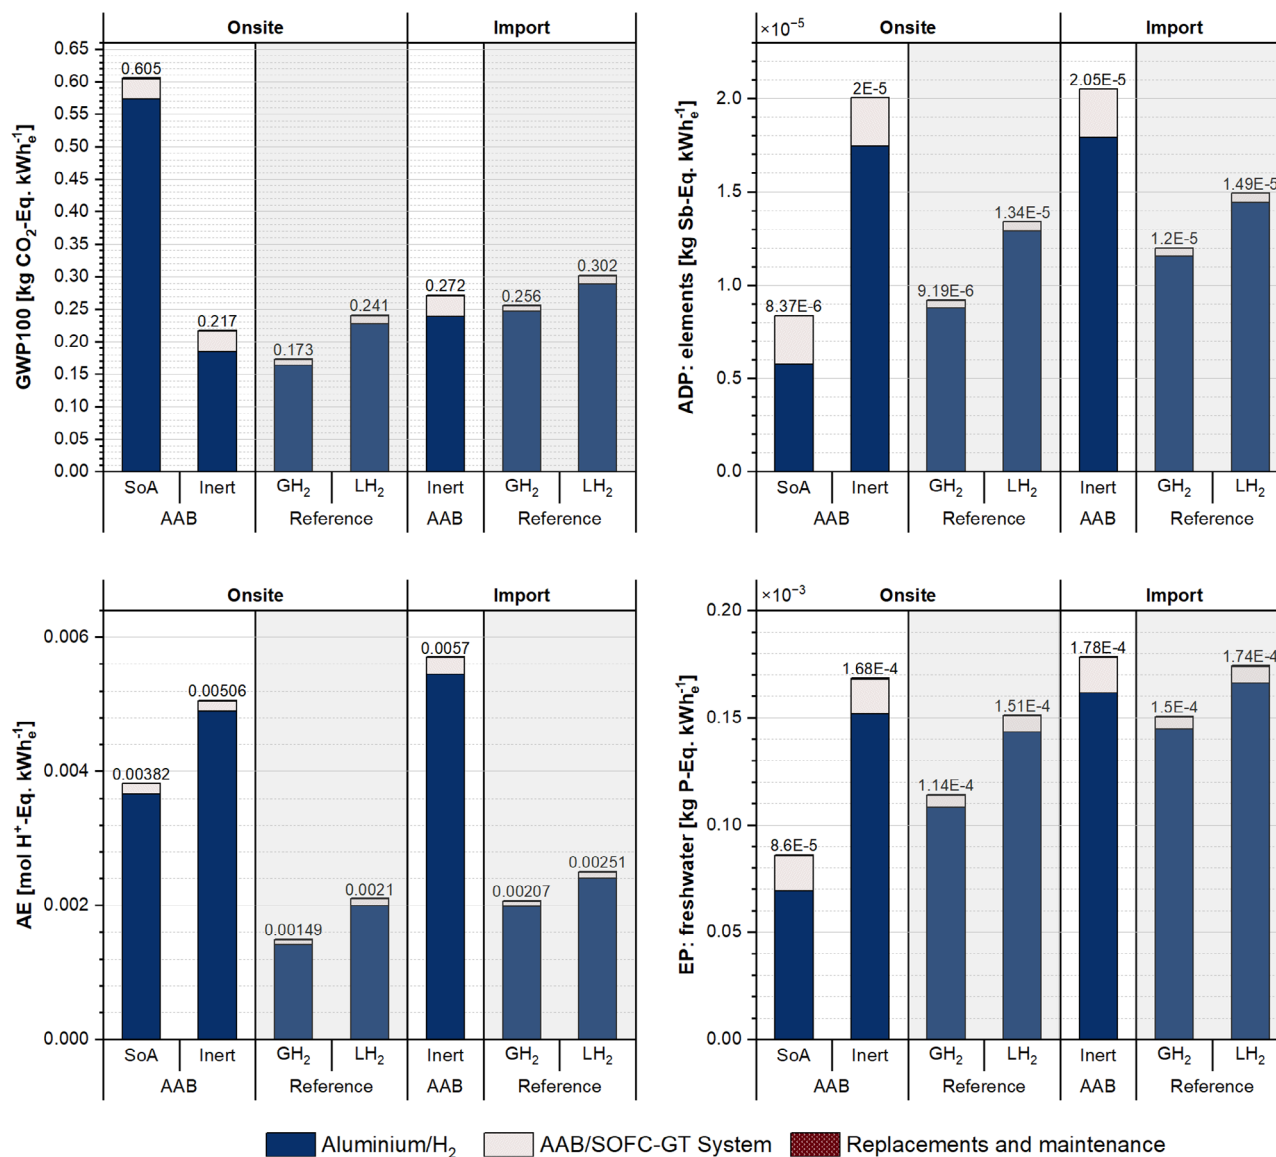 Onsite Import
GWP100 [kg CO₂-Eq. kWhₑ⁻¹]
0.65
0.60
0.55
0.50
0.45
0.40
0.35
0.30
0.25
0.20
0.15
0.10
0.05
0.00
0.605
0.217
0.173
0.241
0.272
0.256
0.302
SoA Inert GH₂ LH₂ Inert GH₂ LH₂
AAB Reference AAB Reference
×10⁻⁵
Onsite Import
ADP: elements [kg Sb-Eq. kWhₑ⁻¹]
2.0
1.5
1.0
0.5
0.0
8.37E-6
2E-5
9.19E-6
1.34E-5
2.05E-5
1.2E-5
1.49E-5
SoA Inert GH₂ LH₂ Inert GH₂ LH₂
AAB Reference AAB Reference
Onsite Import
AE [mol H⁺-Eq. kWhₑ⁻¹]
0.006
0.004
0.002
0.000
0.00382
0.00506
0.00149
0.0021
0.0057
0.00207
0.00251
SoA Inert GH₂ LH₂ Inert GH₂ LH₂
AAB Reference AAB Reference
×10⁻³
Onsite Import
EP: freshwater [kg P-Eq. kWhₑ⁻¹]
0.20
0.15
0.10
0.05
0.00
8.6E-5
1.68E-4
1.14E-4
1.51E-4
1.78E-4
1.5E-4
1.74E-4
SoA Inert GH₂ LH₂ Inert GH₂ LH₂
AAB Reference AAB Reference
Aluminium/H₂ AAB/SOFC-GT System Replacements and maintenance